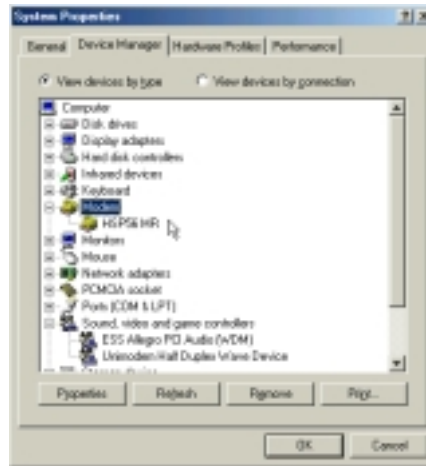 System Properties
General Device Manager Hardware Profiles Performance
View devices by type View devices by connection
Computer
Disk drives
Display adapters
Hard disk controllers
Infrared devices
Keyboard
Modem
HSP56 MR
Monitors
Mouse
Network adapters
PCMCIA socket
Ports (COM & LPT)
Sound, video and game controllers
ESS Allegro PCI Audio (WDM)
Unimodem Half Duplex Wave Device
Properties Refresh Remove Print...
OK Cancel